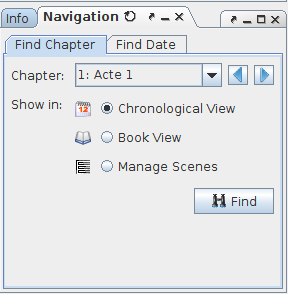 Info Navigation
Find Chapter Find Date
Chapter: 1: Acte 1
Show in: Chronological View
12
Book View
Manage Scenes
Find